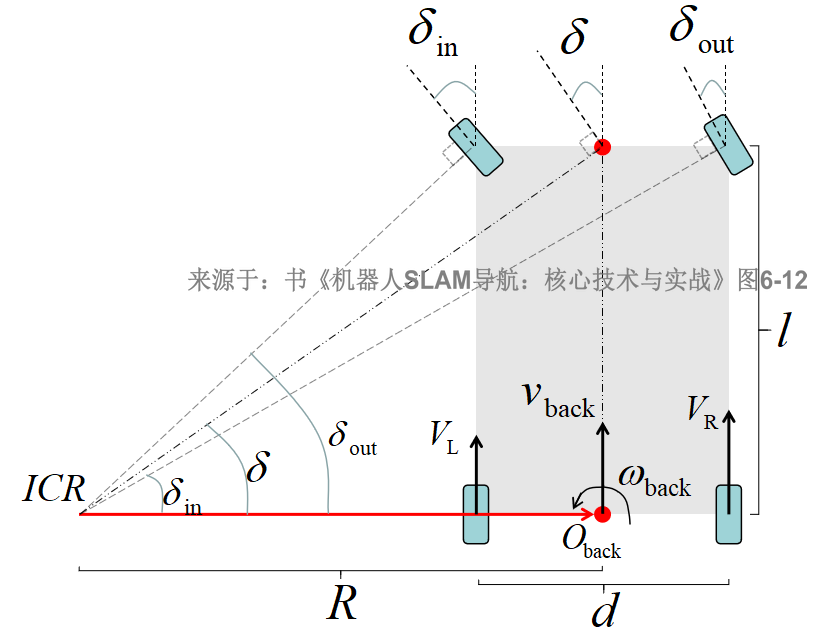 δin δ δout
来源于：书《机器人SLAM导航：核心技术与实战》图6-12
l
vback
VL
VR
δout
δ
ωback
ICR
δin
Oback
R
d